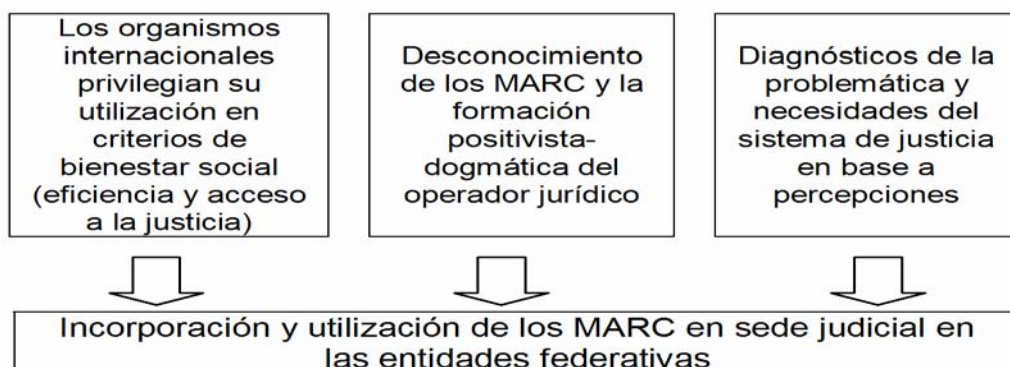 Los organismos
internacionales
privilegian su
utilización en
criterios de
bienestar social
(eficiencia y acceso
a la justicia)
Desconocimiento
de los MARC y la
formación
positivista-
dogmática del
operador jurídico
Diagnósticos de la
problemática y
necesidades del
sistema de justicia
en base a
percepciones
Incorporación y utilización de los MARC en sede judicial en
las entidades federativas